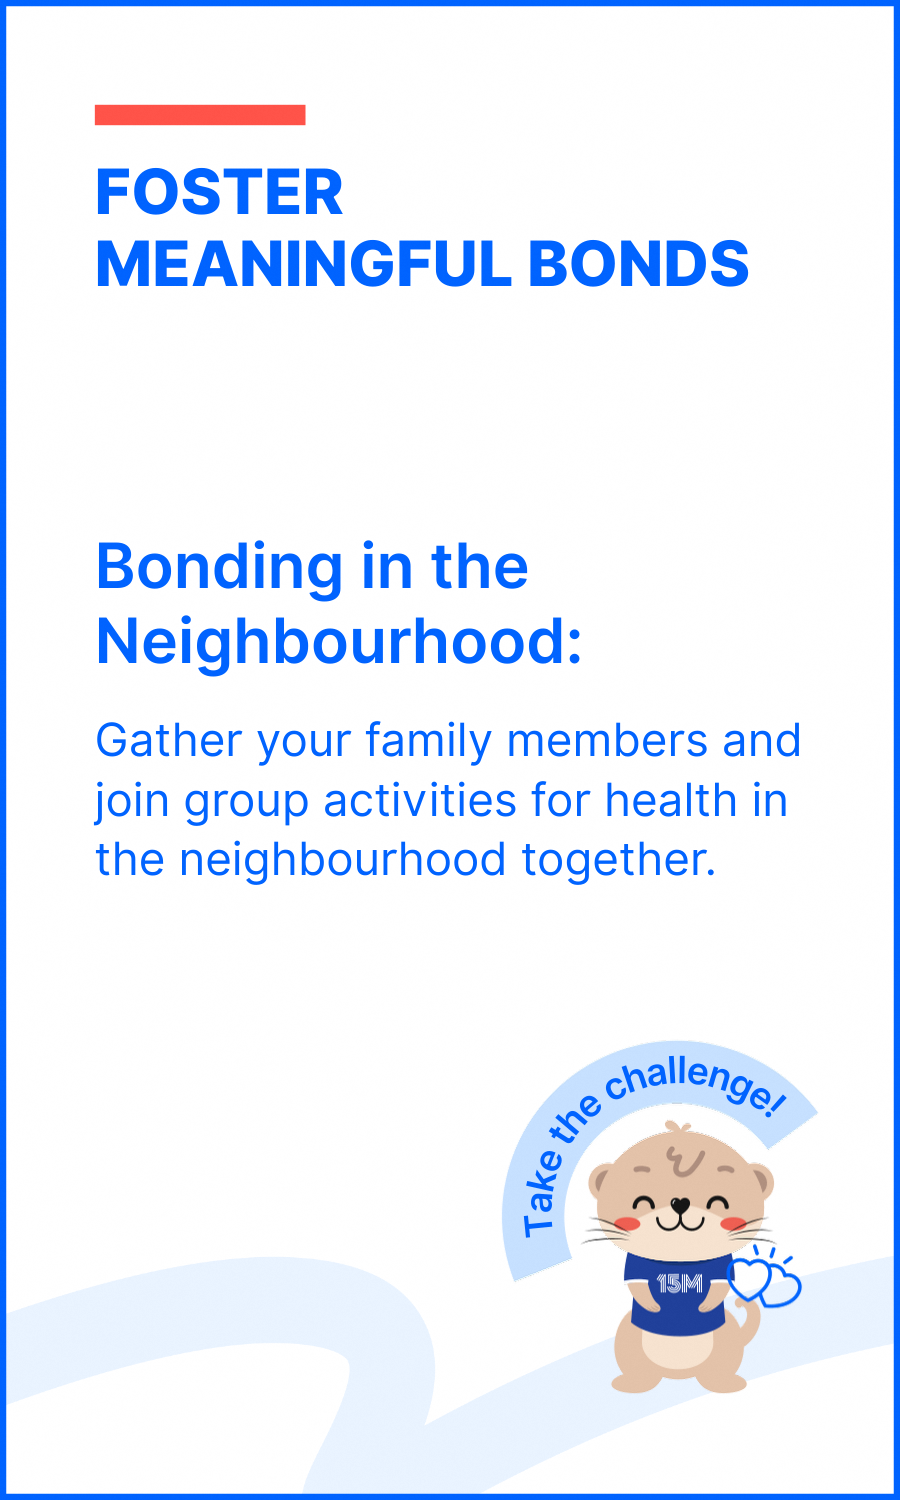 FOSTER
MEANINGFUL BONDS
Bonding in the
Neighbourhood:
Gather your family members and
join group activities for health in
the neighbourhood together.
Take the challenge!
15M